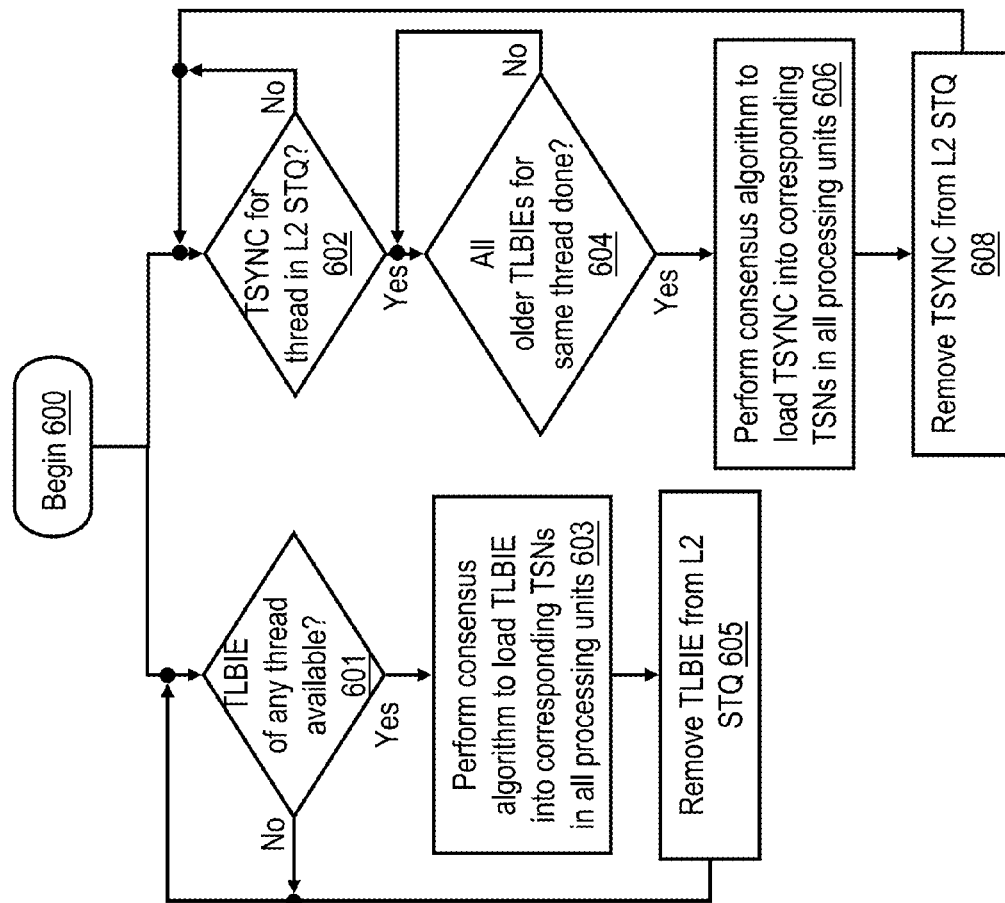 Begin 600
TLBIE
of any thread
available?
601
No
Yes
Perform consensus
algorithm to load TLBIE
into corresponding TSNs
in all processing units 603
Remove TLBIE from L2
STQ 605
TSYNC for
thread in L2 STQ?
602
No
Yes
All
older TLBIEs for
same thread done?
604
No
Yes
Perform consensus algorithm to
load TSYNC into corresponding
TSNs in all processing units 606
Remove TSYNC from L2 STQ
608